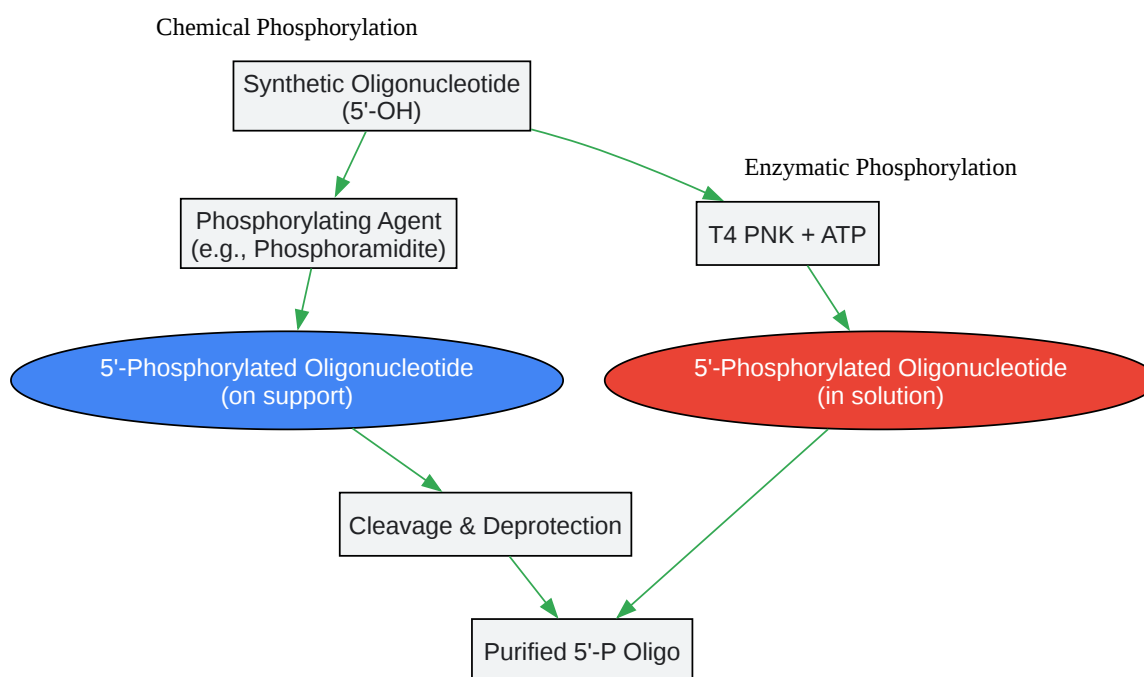 Chemical Phosphorylation
Synthetic Oligonucleotide
(5'-OH)
Enzymatic Phosphorylation
Phosphorylating Agent
(e.g., Phosphoramidite)
T4 PNK + ATP
5'-Phosphorylated Oligonucleotide
(on support)
5'-Phosphorylated Oligonucleotide
(in solution)
Cleavage & Deprotection
Purified 5'-P Oligo